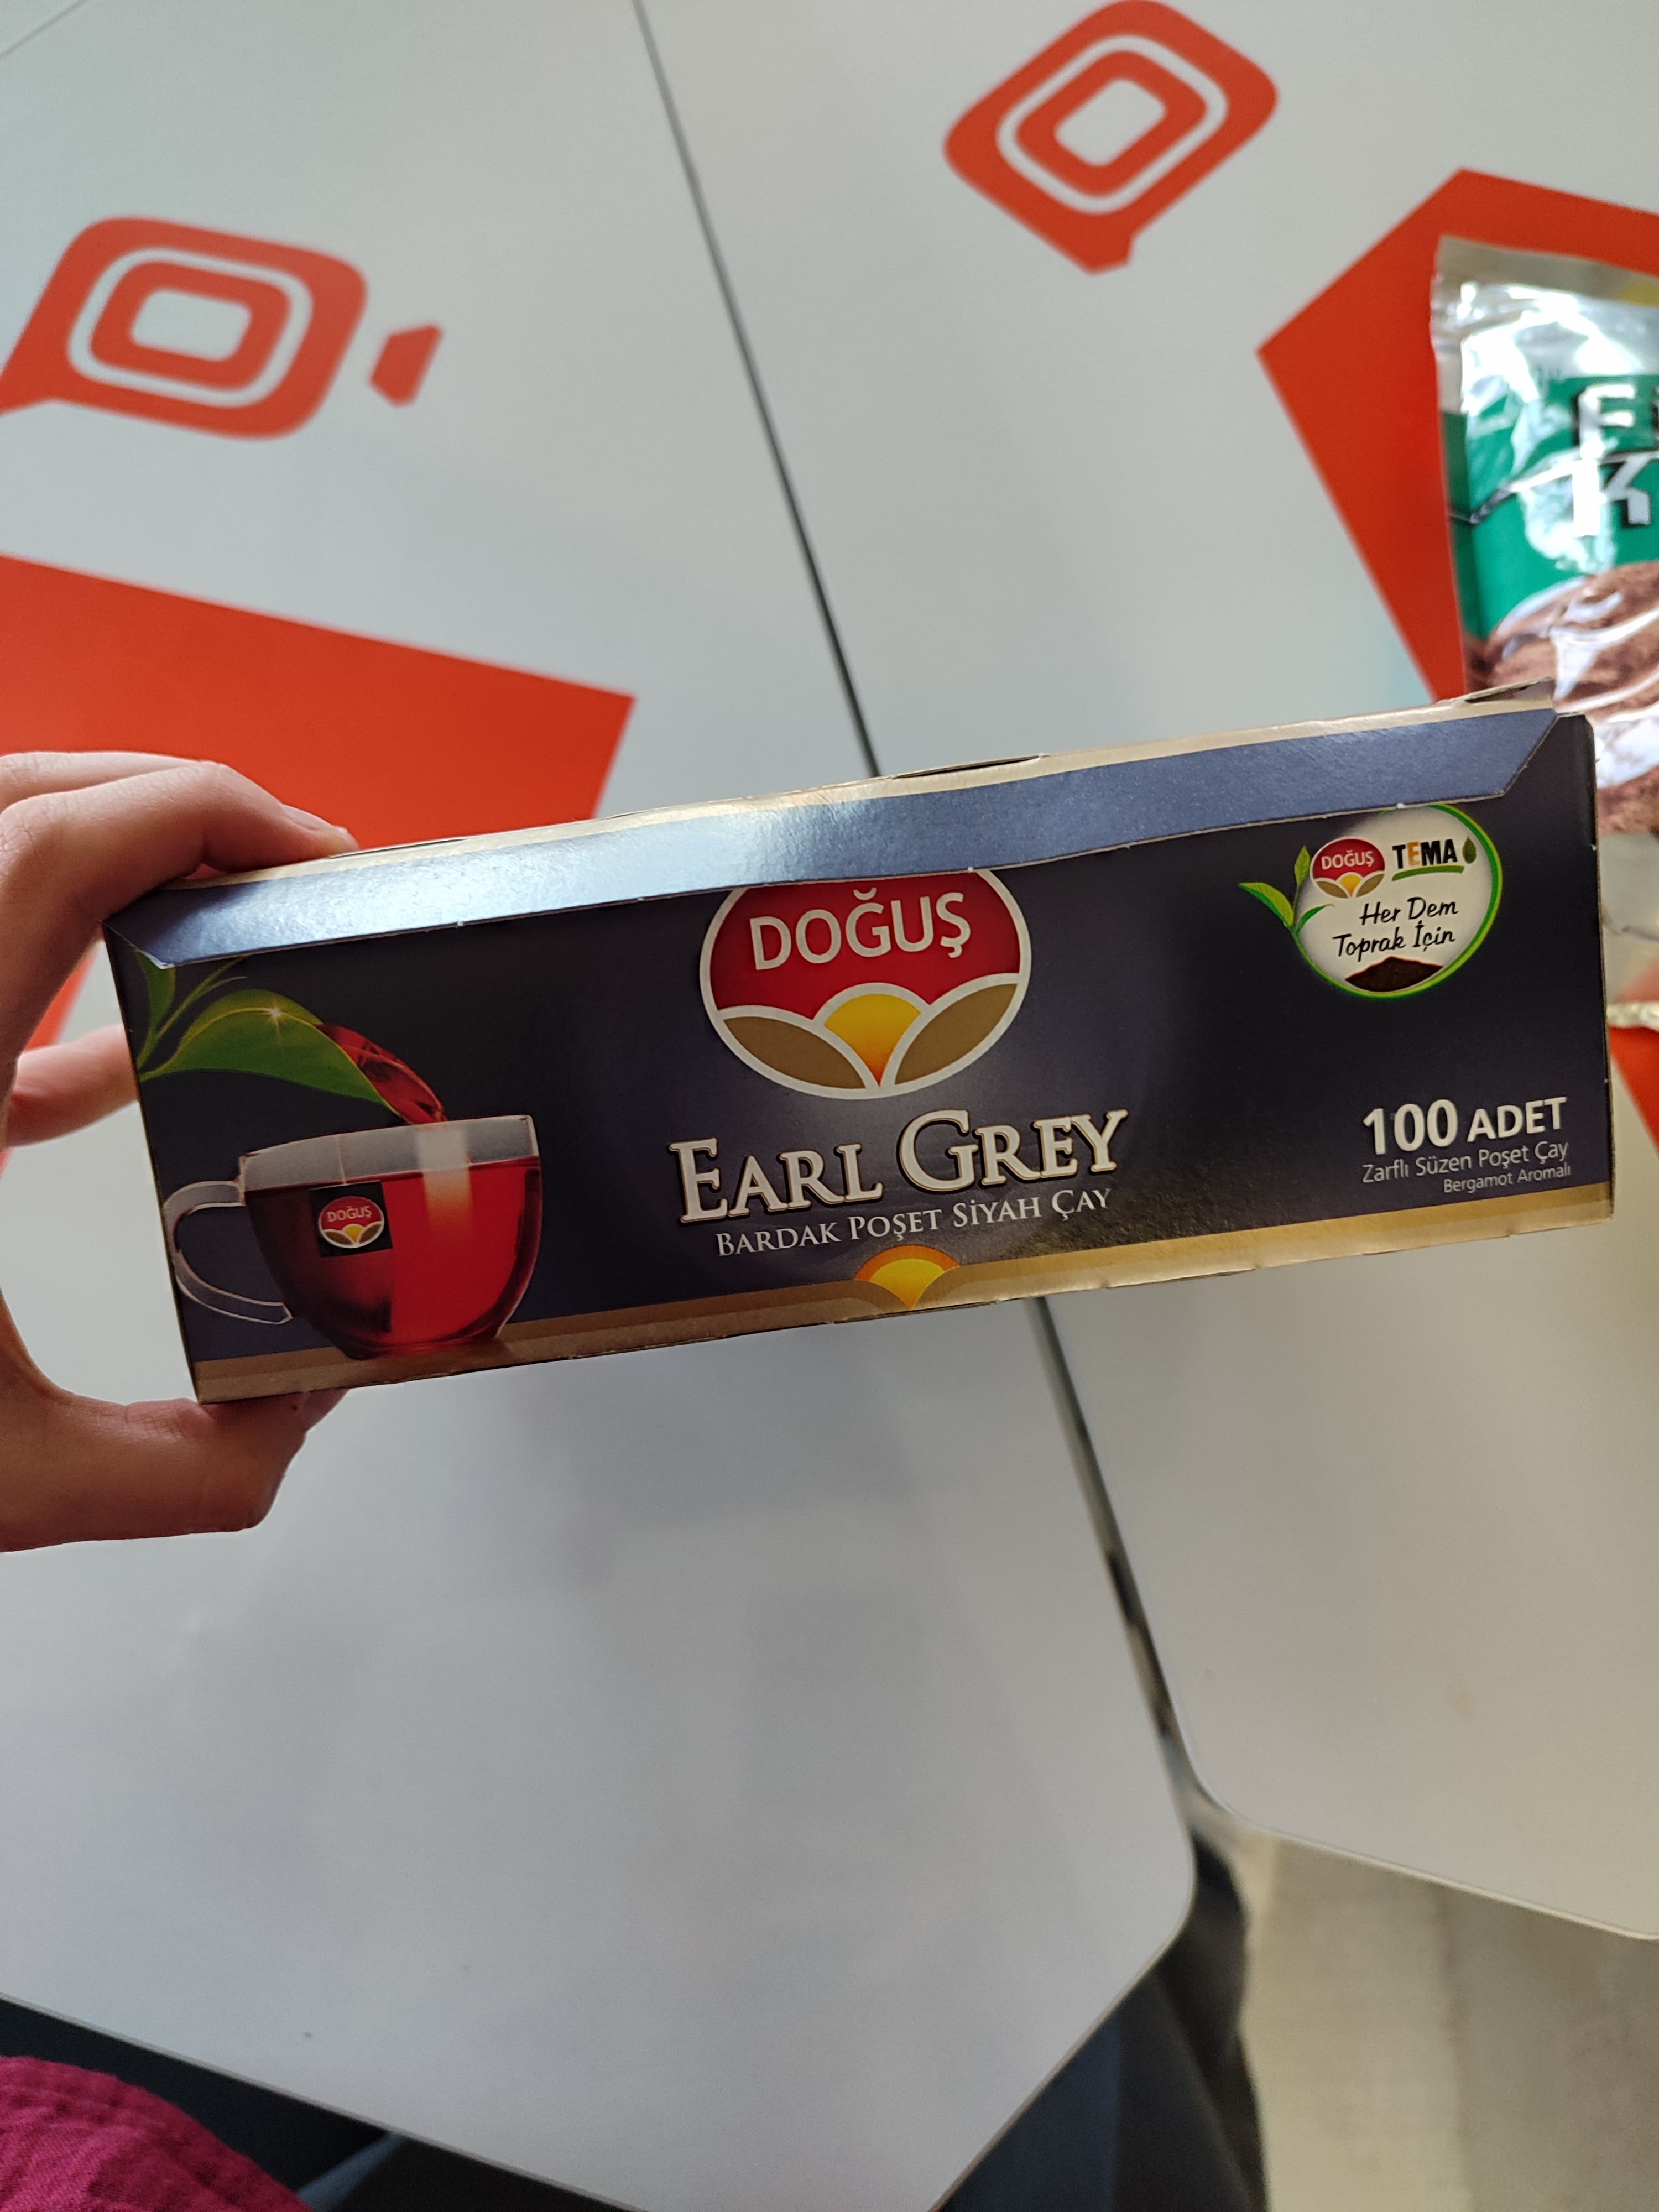 DOĞUŞ
TEMA
DOĞUŞ
Her Dem
Toprak İçin
EARL GREY
BARDAK POŞET SİYAH ÇAY
100 ADET
Zarflı Süzen Poşet Çay
Bergamot Aromalı
DOĞUŞ